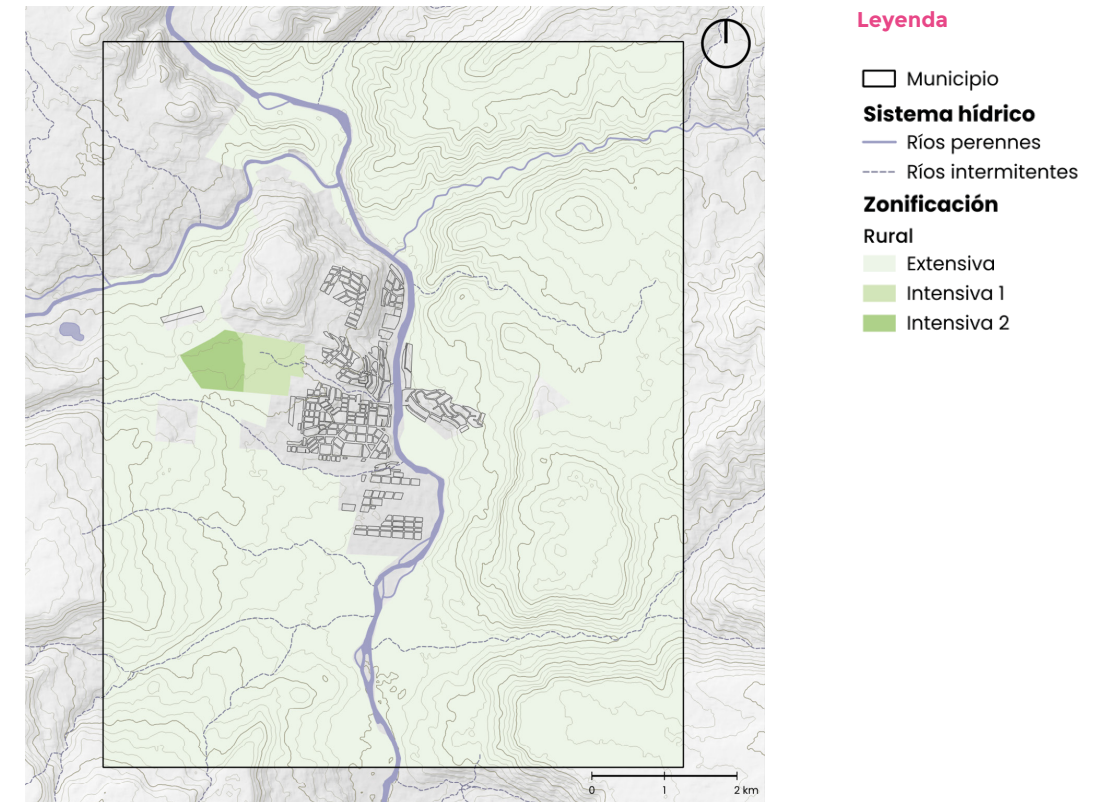 Leyenda
Municipio
Sistema hídrico
Ríos perennes
Ríos intermitentes
Zonificación
Rural
Extensiva
Intensiva 1
Intensiva 2
0 1 2 km